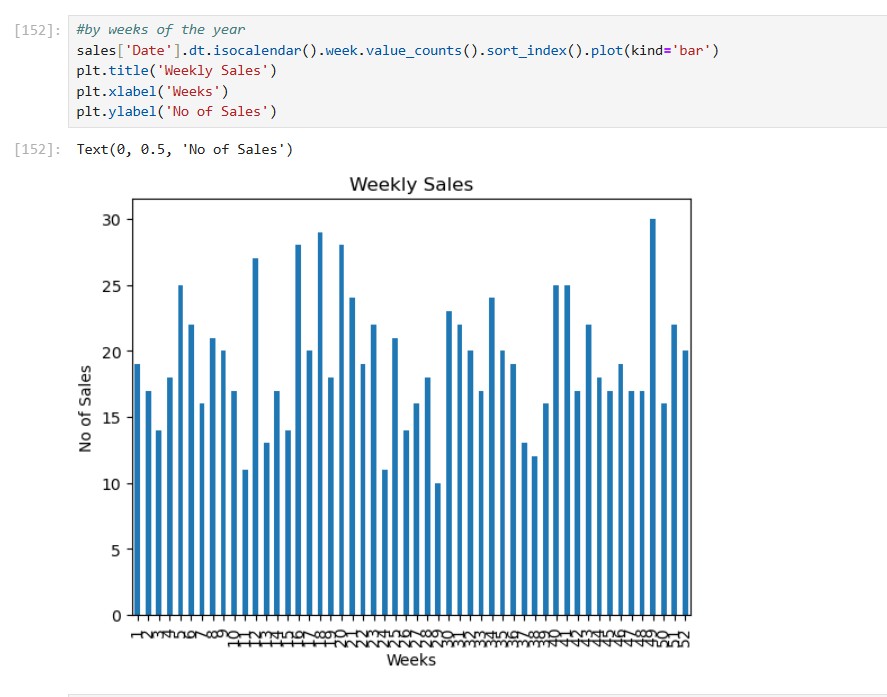 [152]: #by weeks of the year
sales['Date'].dt.isocalendar().week.value_counts().sort_index().plot(kind='bar')
plt.title('Weekly Sales')
plt.xlabel('Weeks')
plt.ylabel('No of Sales')
[152]: Text(0, 0.5, 'No of Sales')
Weekly Sales
30
25
20
15
10
5
0
No of Sales
1 2 3 4 5 6 7 8 9 10 11 12 13 14 15 16 17 18 19 20 21 22 23 24 25 26 27 28 29 30 31 32 33 34 35 36 37 38 39 40 41 42 43 44 45 46 47 48 49 50 51 52
Weeks